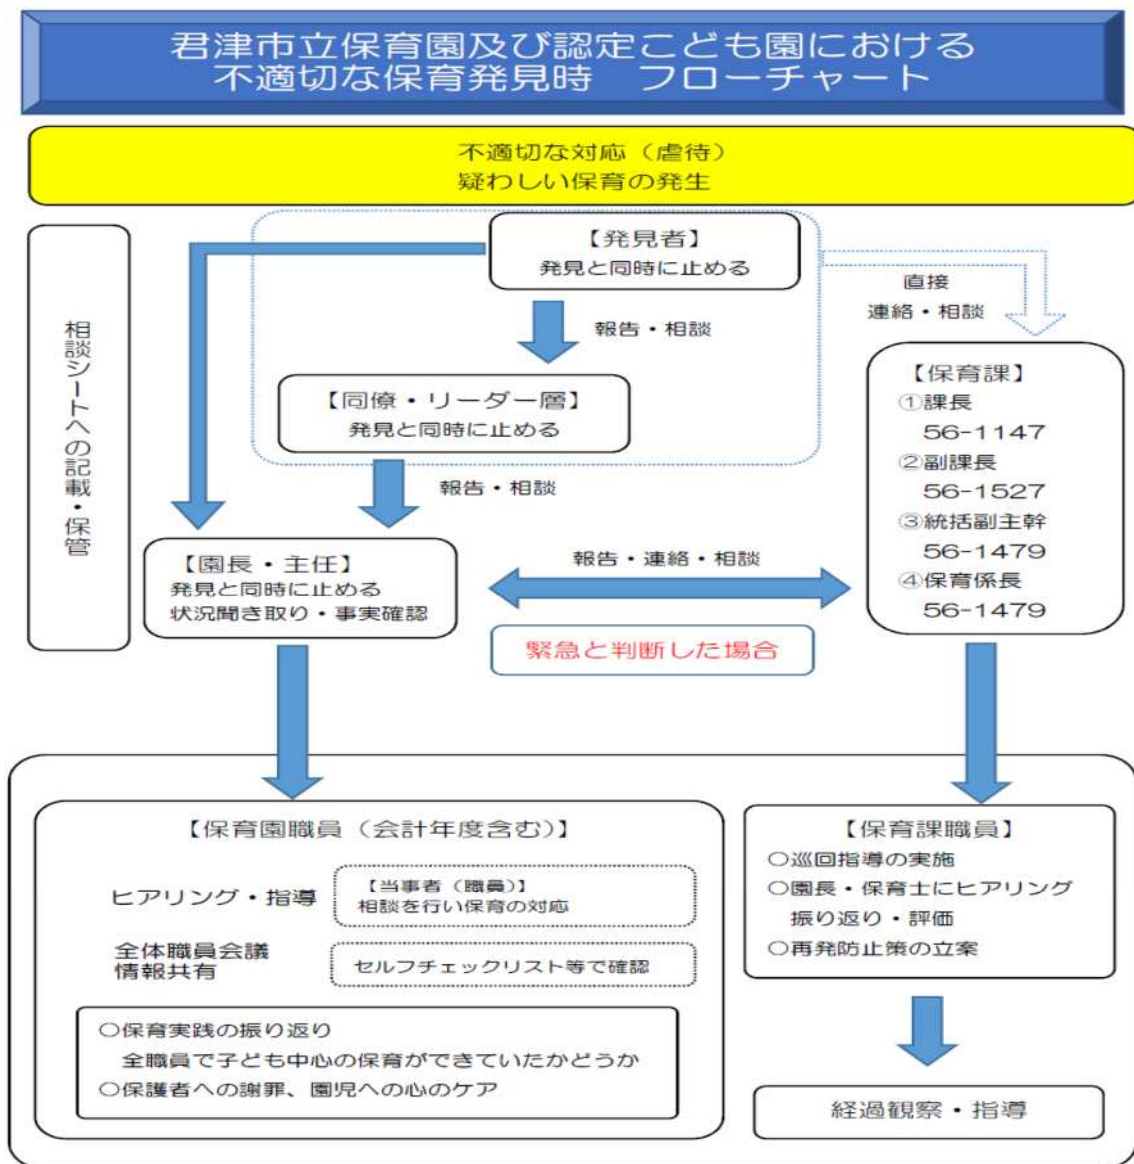 君津市立保育園及び認定こども園における
不適切な保育発見時　フローチャート
不適切な対応（虐待）
疑わしい保育の発生
相談シートへの記載・保管
【発見者】
発見と同時に止める
直接
連絡・相談
報告・相談
【同僚・リーダー層】
発見と同時に止める
報告・相談
【保育課】
①課長
56-1147
②副課長
56-1527
③統括副主幹
56-1479
④保育係長
56-1479
【園長・主任】
発見と同時に止める
状況聞き取り・事実確認
報告・連絡・相談
緊急と判断した場合
【保育園職員（会計年度含む）】
ヒアリング・指導
【当事者（職員）】
相談を行い保育の対応
全体職員会議
情報共有
セルフチェックリスト等で確認
○保育実践の振り返り
全職員で子ども中心の保育ができていたかどうか
○保護者への謝罪、園児への心のケア
【保育課職員】
○巡回指導の実施
○園長・保育士にヒアリング
振り返り・評価
○再発防止策の立案
経過観察・指導